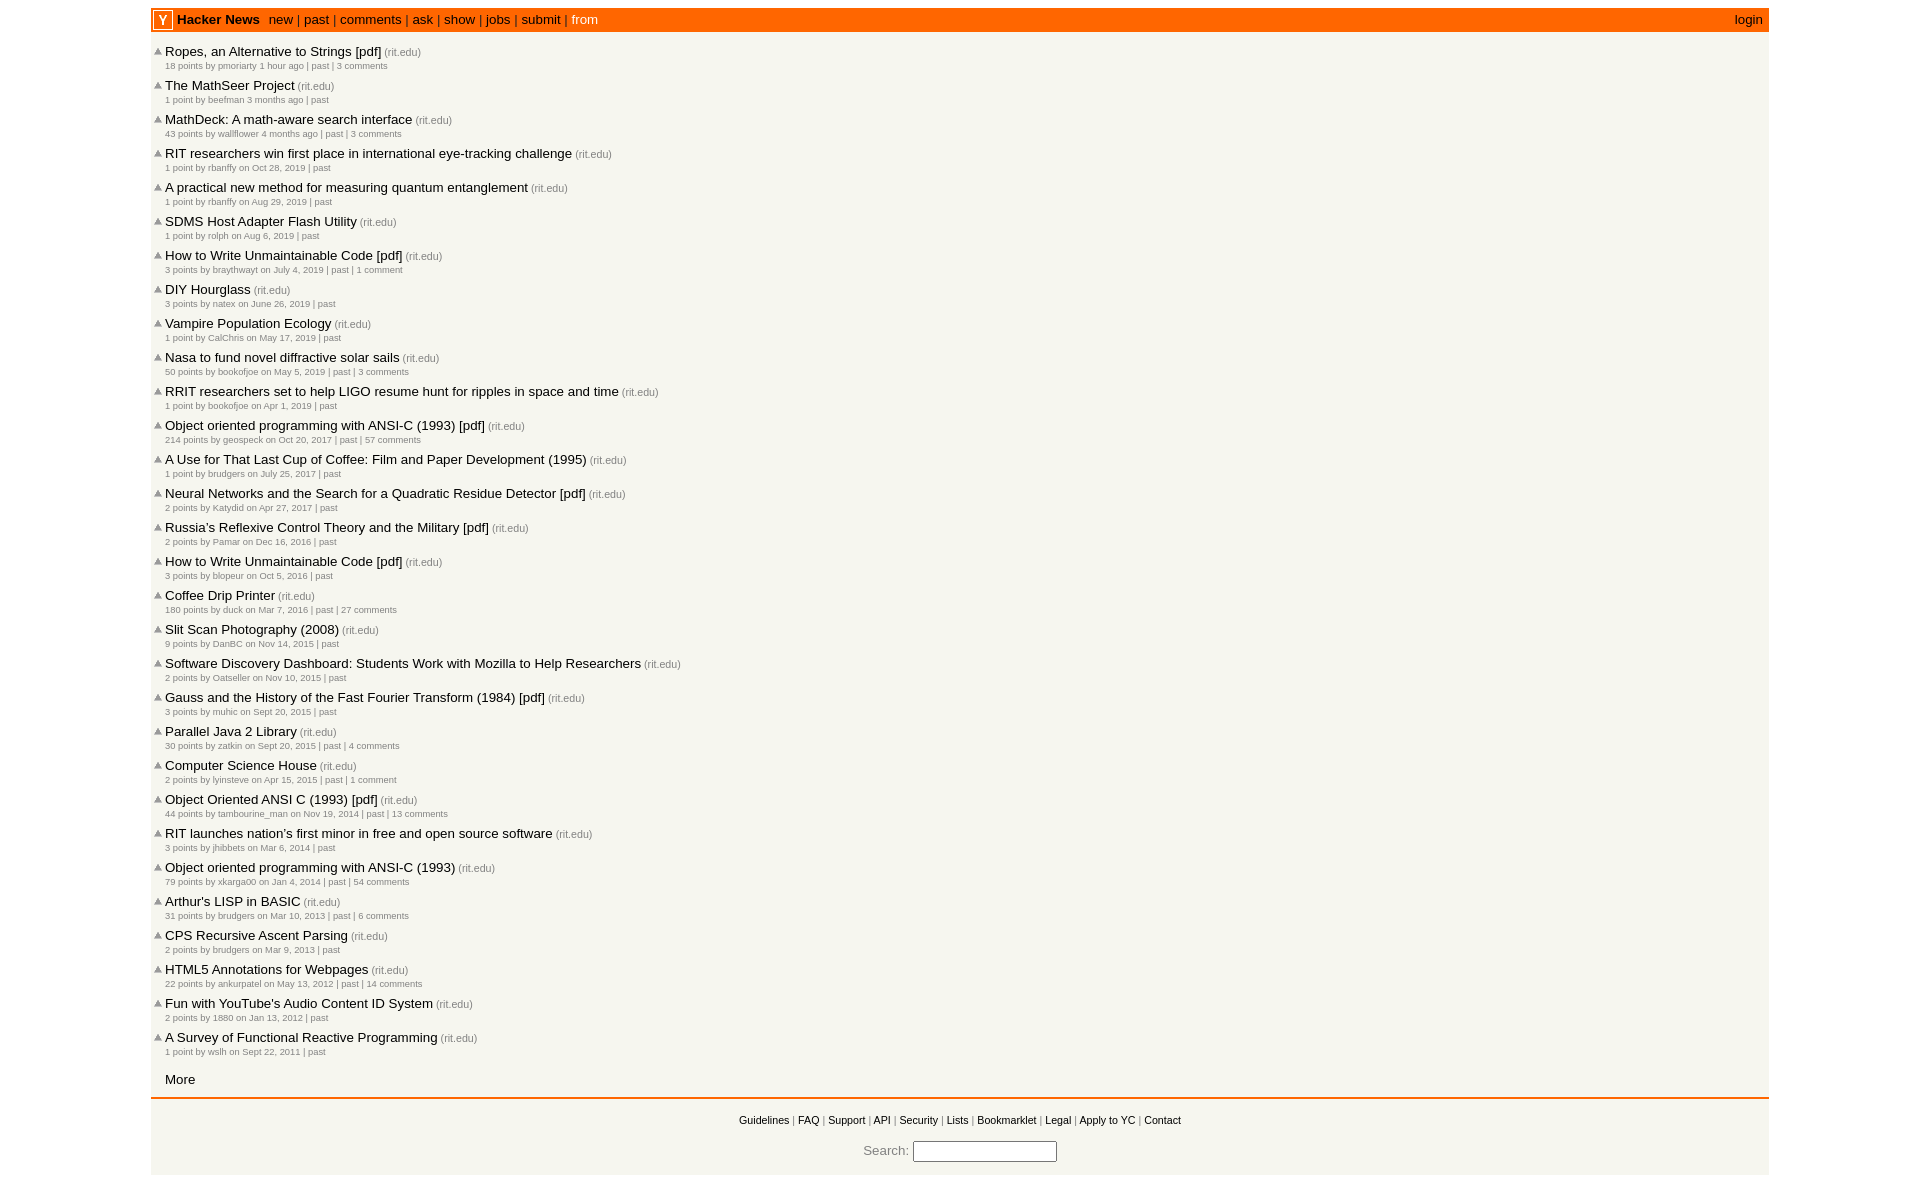 Y Hacker News new | past | comments | ask | show | jobs | submit | from login
Ropes, an Alternative to Strings [pdf] (rit.edu)
18 points by pmoriarty 1 hour ago | past | 3 comments
The MathSeer Project (rit.edu)
1 point by beefman 3 months ago | past
MathDeck: A math-aware search interface (rit.edu)
43 points by wallflower 4 months ago | past | 3 comments
RIT researchers win first place in international eye-tracking challenge (rit.edu)
1 point by rbanffy on Oct 28, 2019 | past
A practical new method for measuring quantum entanglement (rit.edu)
1 point by rbanffy on Aug 29, 2019 | past
SDMS Host Adapter Flash Utility (rit.edu)
1 point by rolph on Aug 6, 2019 | past
How to Write Unmaintainable Code [pdf] (rit.edu)
3 points by braythwayt on July 4, 2019 | past | 1 comment
DIY Hourglass (rit.edu)
3 points by natex on June 26, 2019 | past
Vampire Population Ecology (rit.edu)
1 point by CalChris on May 17, 2019 | past
Nasa to fund novel diffractive solar sails (rit.edu)
50 points by bookofjoe on May 5, 2019 | past | 3 comments
RRIT researchers set to help LIGO resume hunt for ripples in space and time (rit.edu)
1 point by bookofjoe on Apr 1, 2019 | past
Object oriented programming with ANSI-C (1993) [pdf] (rit.edu)
214 points by geospeck on Oct 20, 2017 | past | 57 comments
A Use for That Last Cup of Coffee: Film and Paper Development (1995) (rit.edu)
1 point by brudgers on July 25, 2017 | past
Neural Networks and the Search for a Quadratic Residue Detector [pdf] (rit.edu)
2 points by Katydid on Apr 27, 2017 | past
Russia’s Reflexive Control Theory and the Military [pdf] (rit.edu)
2 points by Pamar on Dec 16, 2016 | past
How to Write Unmaintainable Code [pdf] (rit.edu)
3 points by blopeur on Oct 5, 2016 | past
Coffee Drip Printer (rit.edu)
180 points by duck on Mar 7, 2016 | past | 27 comments
Slit Scan Photography (2008) (rit.edu)
9 points by DanBC on Nov 14, 2015 | past
Software Discovery Dashboard: Students Work with Mozilla to Help Researchers (rit.edu)
2 points by Oatseller on Nov 10, 2015 | past
Gauss and the History of the Fast Fourier Transform (1984) [pdf] (rit.edu)
3 points by muhic on Sept 20, 2015 | past
Parallel Java 2 Library (rit.edu)
30 points by zatkin on Sept 20, 2015 | past | 4 comments
Computer Science House (rit.edu)
2 points by lyinsteve on Apr 15, 2015 | past | 1 comment
Object Oriented ANSI C (1993) [pdf] (rit.edu)
44 points by tambourine_man on Nov 19, 2014 | past | 13 comments
RIT launches nation’s first minor in free and open source software (rit.edu)
3 points by jhibbets on Mar 6, 2014 | past
Object oriented programming with ANSI-C (1993) (rit.edu)
79 points by xkarga00 on Jan 4, 2014 | past | 54 comments
Arthur's LISP in BASIC (rit.edu)
31 points by brudgers on Mar 10, 2013 | past | 6 comments
CPS Recursive Ascent Parsing (rit.edu)
2 points by brudgers on Mar 9, 2013 | past
HTML5 Annotations for Webpages (rit.edu)
22 points by ankurpatel on May 13, 2012 | past | 14 comments
Fun with YouTube's Audio Content ID System (rit.edu)
2 points by 1880 on Jan 13, 2012 | past
A Survey of Functional Reactive Programming (rit.edu)
1 point by wslh on Sept 22, 2011 | past
More
Guidelines | FAQ | Support | API | Security | Lists | Bookmarklet | Legal | Apply to YC | Contact
Search: